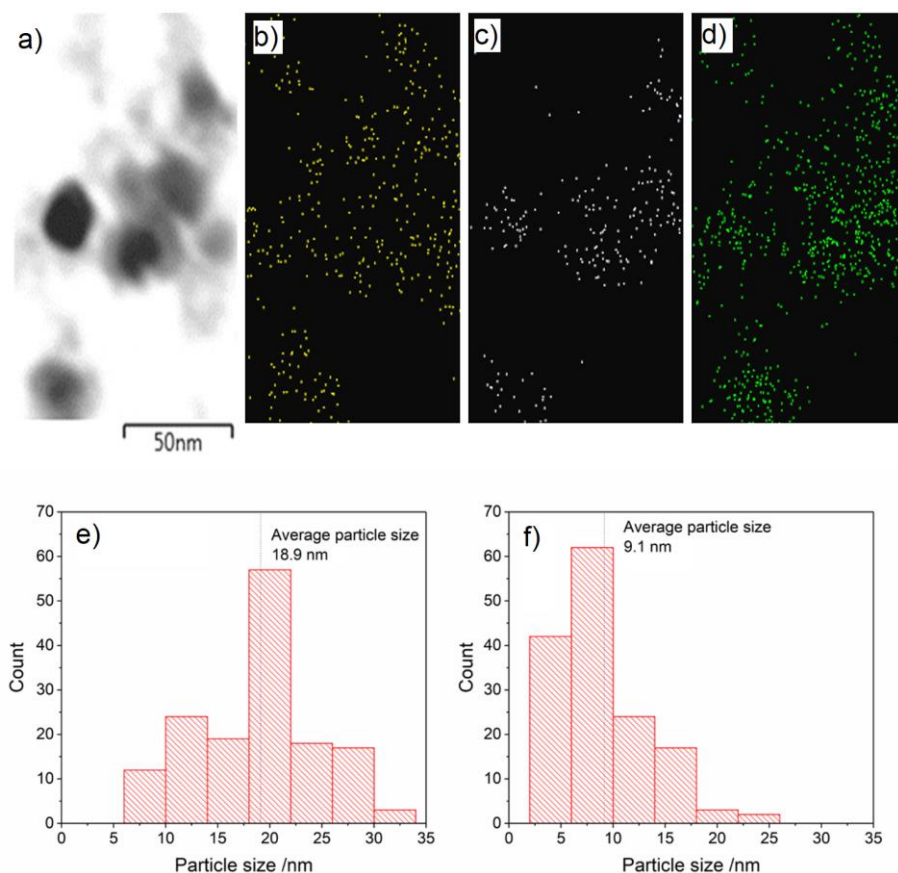 a)
b)
c)
d)
50nm
e)
Average particle size
18.9 nm
70
60
50
40
30
20
10
0
Count
0 5 10 15 20 25 30 35
Particle size /nm
f)
Average particle size
9.1 nm
70
60
50
40
30
20
10
0
Count
0 5 10 15 20 25 30 35
Particle size /nm